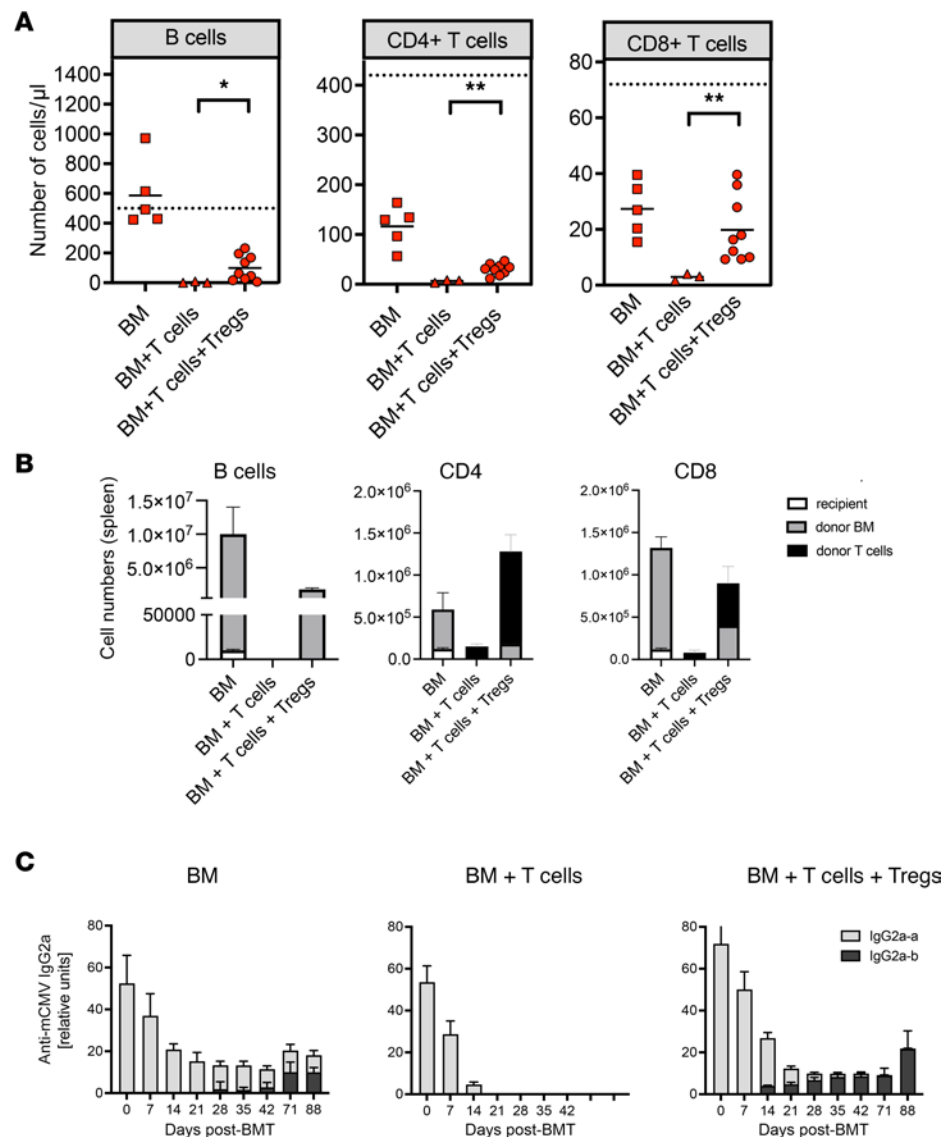 A
B cells
CD4+ T cells
CD8+ T cells
Number of cells/µl
1400
1200
1000
800
600
400
200
0
*
400
300
200
100
0
**
80
60
40
20
0
**
BM
BM+T cells
BM+T cells+Tregs
BM
BM+T cells
BM+T cells+Tregs
BM
BM+T cells
BM+T cells+Tregs
B
B cells
CD4
CD8
Cell numbers (spleen)
1.5×10⁷
1.0×10⁷
5.0×10⁶
50000
0
2.0×10⁶
1.5×10⁶
1.0×10⁶
5.0×10⁵
0.0
2.0×10⁶
1.5×10⁶
1.0×10⁶
5.0×10⁵
0.0
recipient
donor BM
donor T cells
BM
BM + T cells
BM + T cells + Tregs
BM
BM + T cells
BM + T cells + Tregs
BM
BM + T cells
BM + T cells + Tregs
C
BM
BM + T cells
BM + T cells + Tregs
Anti-mCMV IgG2a
[relative units]
80
60
40
20
0
80
60
40
20
0
80
60
40
20
0
IgG2a-a
IgG2a-b
0 7 14 21 28 35 42 71 88
0 7 14 21 28 35 42
0 7 14 21 28 35 42 71 88
Days post-BMT
Days post-BMT
Days post-BMT